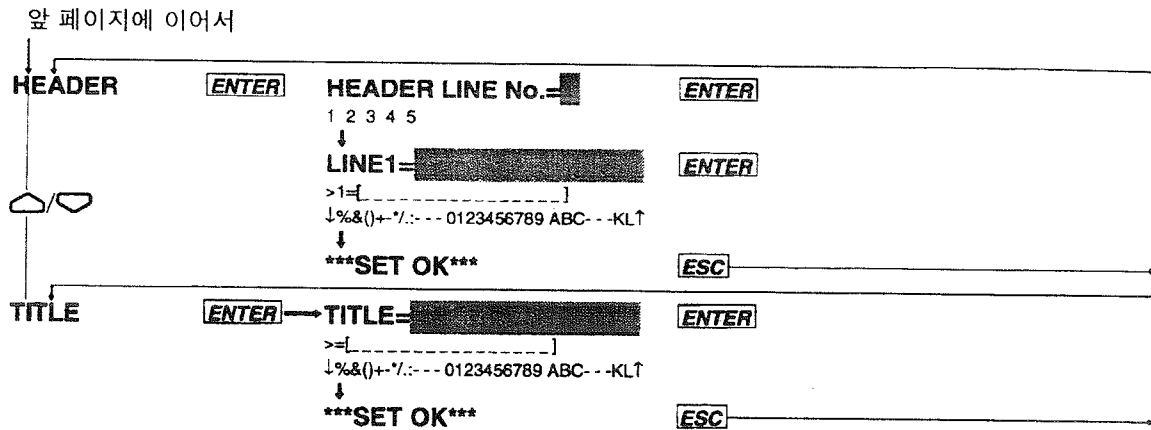 앞 페이지에 이어서
HEADER ENTER HEADER LINE No.= ENTER
1 2 3 4 5
LINE1= ENTER
>1=[_ _ _ _ _ _ _ _ _ _ _ _ _ _ _ _ _ _ _ _]
/
↓%&()+-*/.:- - - 0123456789 ABC- - -KL↑
***SET OK*** ESC
TITLE ENTER TITLE= ENTER
>=[_ _ _ _ _ _ _ _ _ _ _ _ _ _ _ _ _ _ _ _]
↓%&()+-*/.:- - - 0123456789 ABC- - -KL↑
***SET OK*** ESC